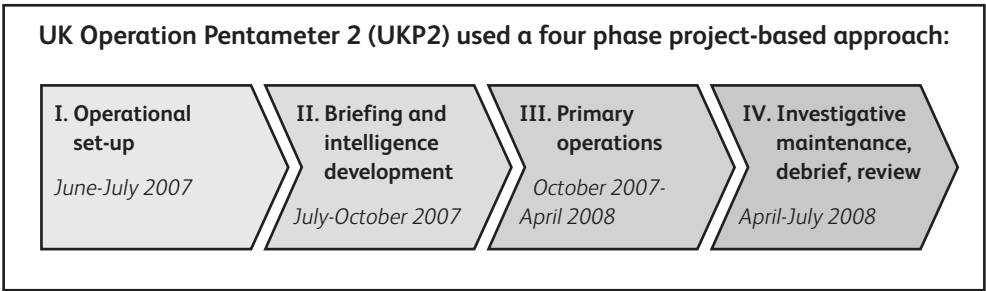 UK Operation Pentameter 2 (UKP2) used a four phase project-based approach:
I. Operational
set-up
June-July 2007
II. Briefing and
intelligence
development
July-October 2007
III. Primary
operations
October 2007-
April 2008
IV. Investigative
maintenance,
debrief, review
April-July 2008